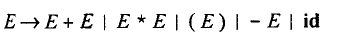 E → E + E | E * E | ( E ) | - E | id